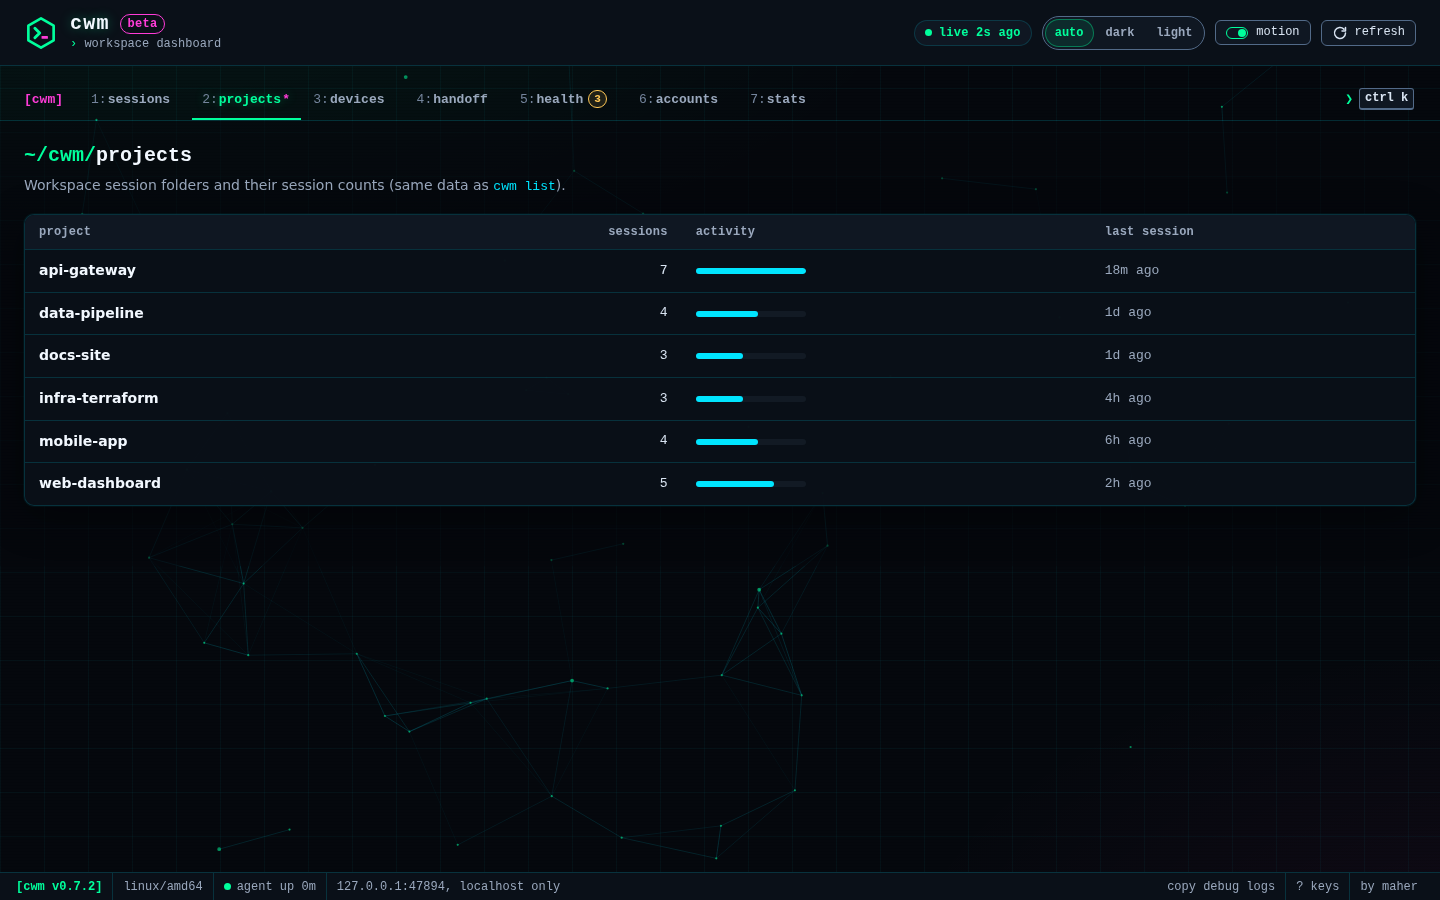 cwm beta
› workspace dashboard
live 2s ago
auto dark light
motion
refresh
[cwm] 1:sessions 2:projects* 3:devices 4:handoff 5:health 3 6:accounts 7:stats
❯ ctrl k
~/cwm/projects
Workspace session folders and their session counts (same data as cwm list).
project sessions activity last session
api-gateway 7 18m ago
data-pipeline 4 1d ago
docs-site 3 1d ago
infra-terraform 3 4h ago
mobile-app 4 6h ago
web-dashboard 5 2h ago
[cwm v0.7.2] linux/amd64 agent up 0m 127.0.0.1:47894, localhost only copy debug logs ? keys by maher